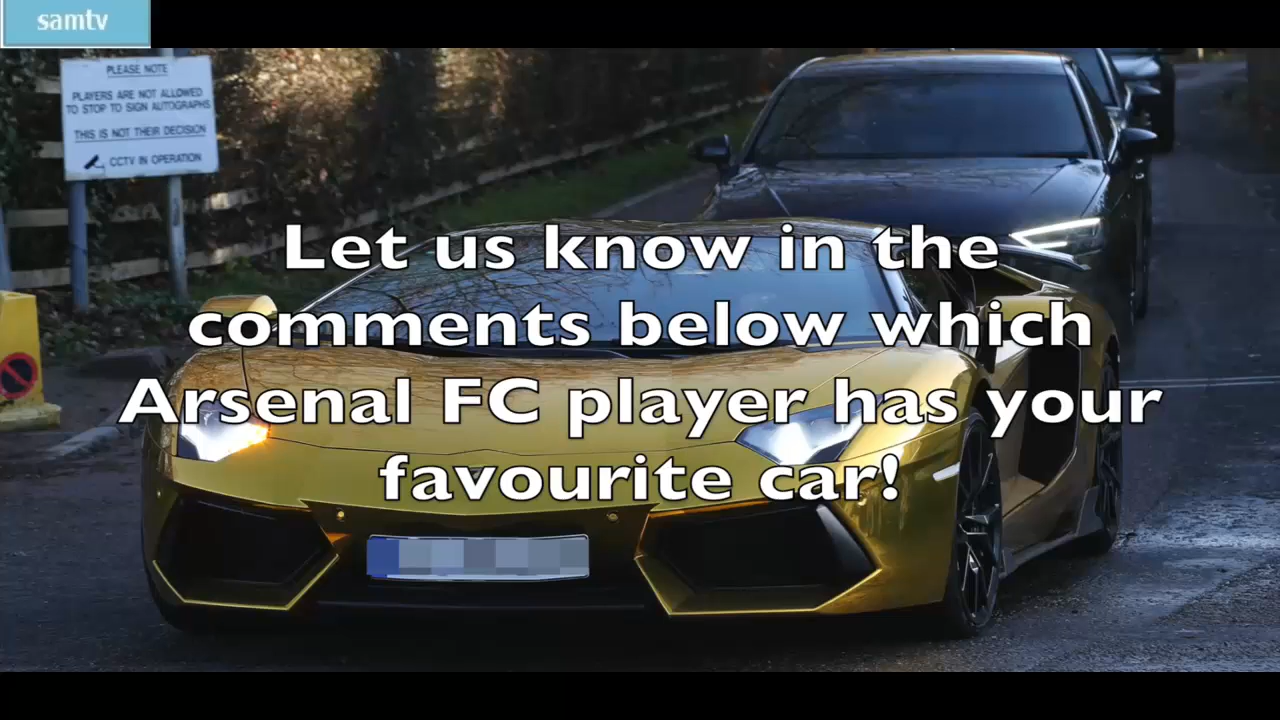 samtv
PLEASE NOTE
PLAYERS ARE NOT ALLOWED
TO STOP TO SIGN AUTOGRAPHS
THIS IS NOT THEIR DECISION
CCTV IN OPERATION
Let us know in the
comments below which
Arsenal FC player has your
favourite car!